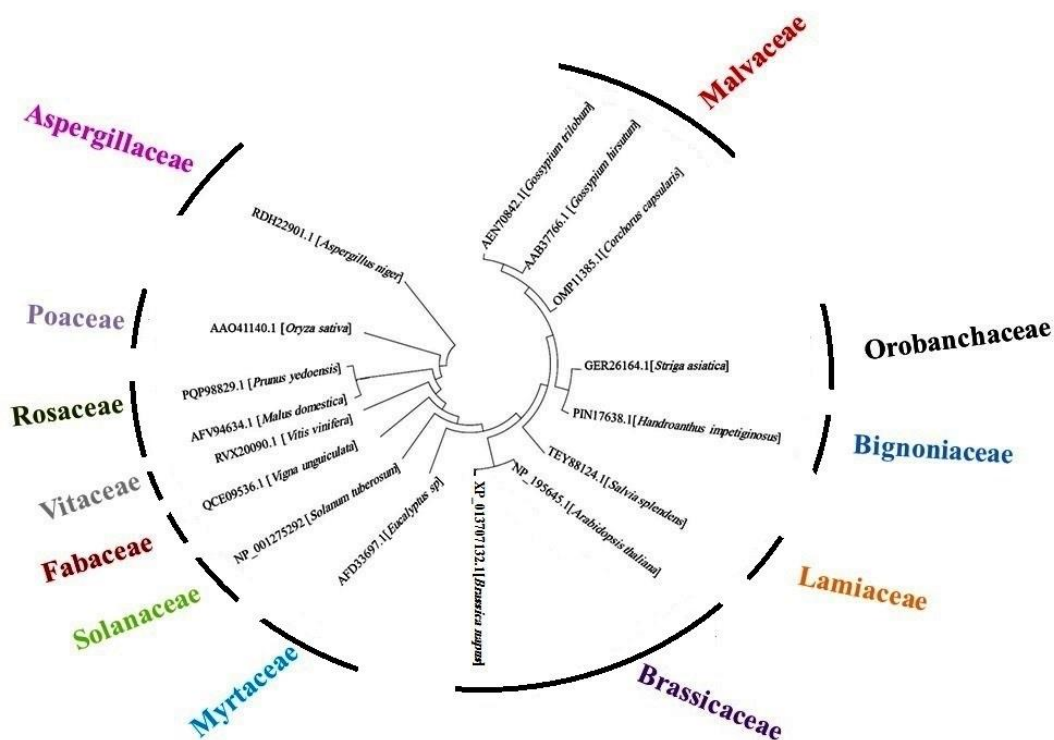 Malvaceae
AEN70842.1[Gossypium trilobum]
AAB37766.1 [Gossypium hirsutum]
OMP11385.1[Corchorus capsularis]
Orobanchaceae
GER26164.1[Striga asiatica]
Bignoniaceae
PIN17638.1[Handroanthus impetiginosus]
Lamiaceae
TEY88124.1[Salvia splendens]
Brassicaceae
NP_195645.1[Arabidopsis thaliana]
XP_013707132.1[Brassica napus]
Myrtaceae
AFD33697.1[Eucalyptus sp]
Solanaceae
NP_001275292 [Solanum tuberosum]
Fabaceae
QCE09536.1 [Vigna unguiculata]
Vitaceae
RVX20090.1 [Vitis vinifera]
Rosaceae
AFV94634.1 [Malus domestica]
PQP98829.1 [Prunus yedoensis]
Poaceae
AAO41140.1 [Oryza sativa]
Aspergillaceae
RDH22901.1 [Aspergillus niger]